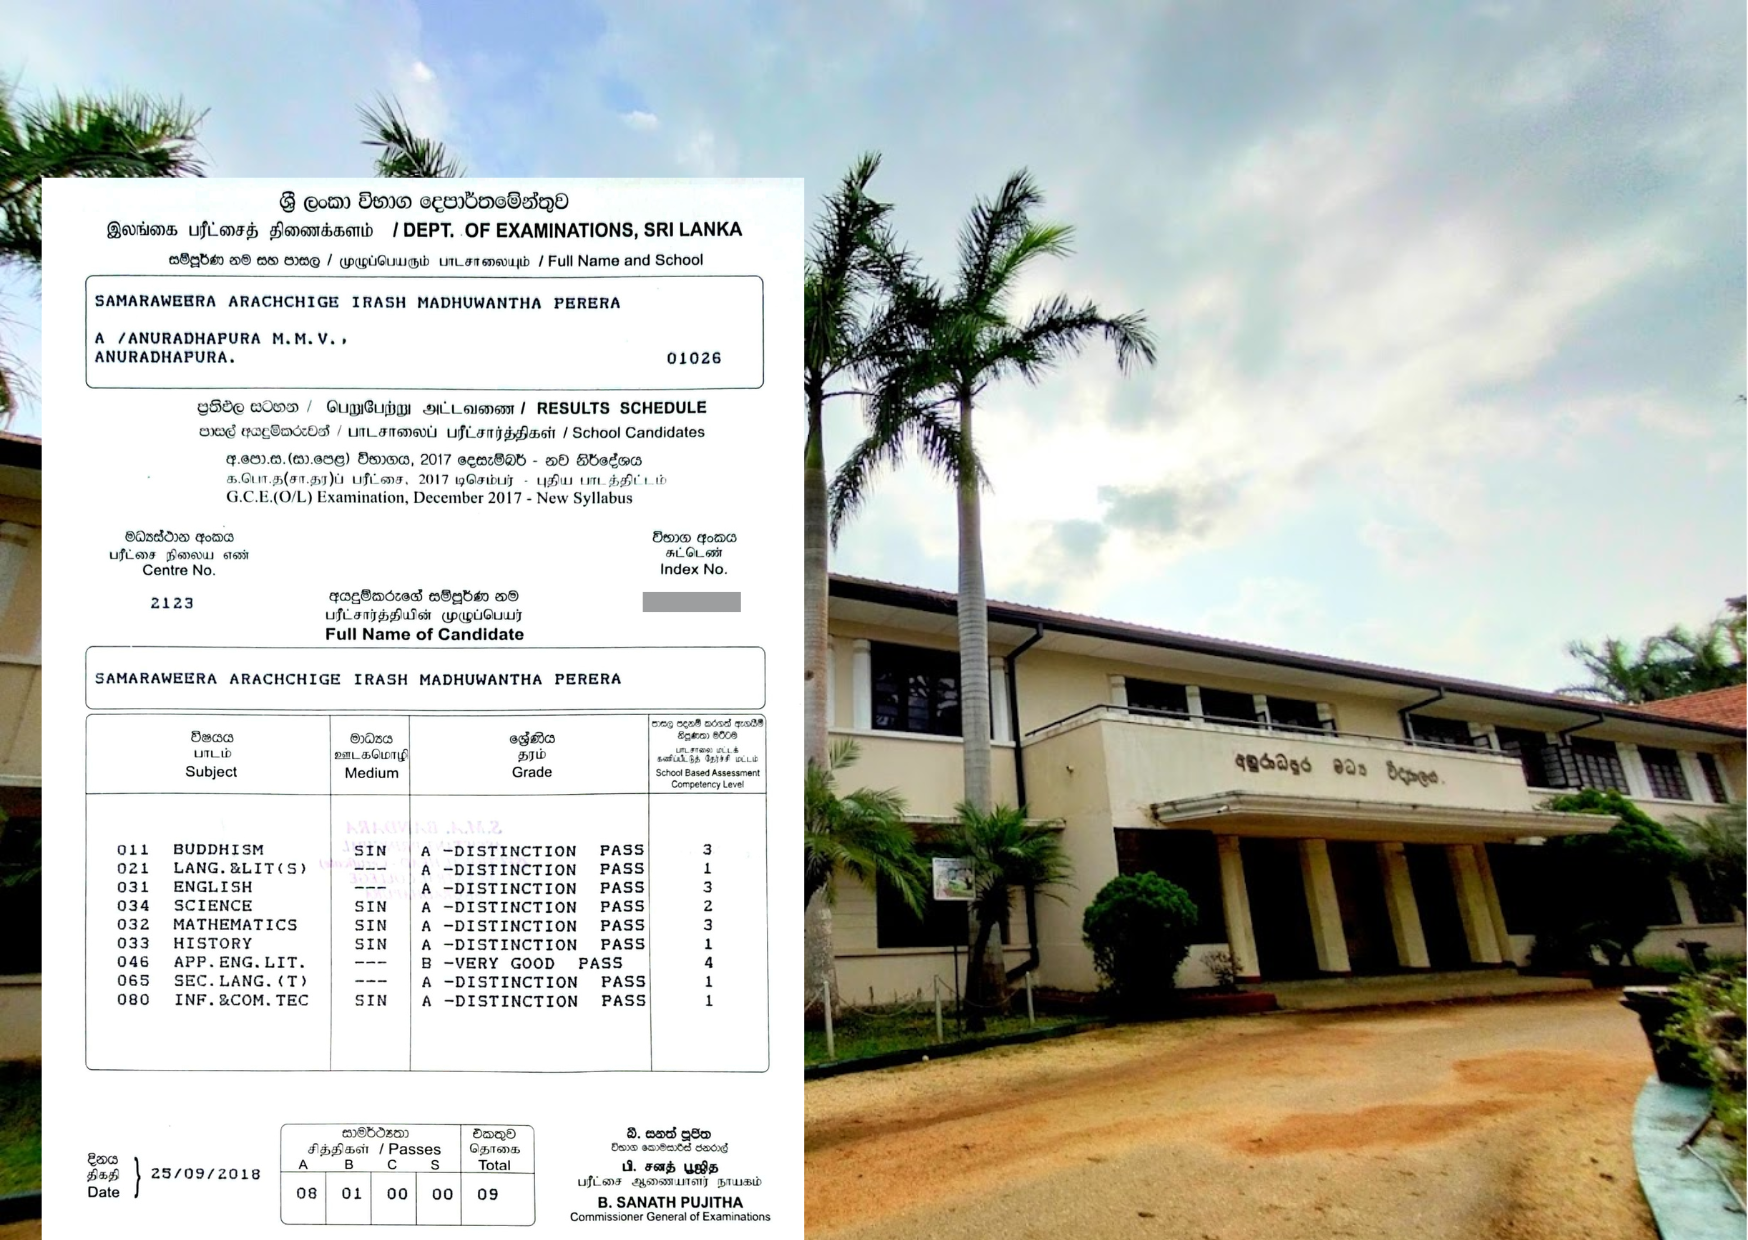 ශ්‍රී ලංකා විභාග දෙපාර්තමේන්තුව
இலங்கை பரீட்சைத் திணைக்களம் / DEPT. OF EXAMINATIONS, SRI LANKA
සම්පූර්ණ නම සහ පාසල / முழுப்பெயரும் பாடசாலையும் / Full Name and School
SAMARAWEERA ARACHCHIGE IRASH MADHUWANTHA PERERA
A /ANURADHAPURA M.M.V.,
ANURADHAPURA. 01026
ප්‍රතිඵල සටහන / பெறுபேற்று அட்டவணை / RESULTS SCHEDULE
පාසල් අයදුම්කරුවන් / பாடசாலைப் பரீட்சார்த்திகள் / School Candidates
අ.පො.ස.(සා.පෙළ) විභාගය, 2017 දෙසැම්බර් - නව නිර්දේශය
க.பொ.த(சா.தர)ப் பரீட்சை, 2017 டிசெம்பர் - புதிய பாடத்திட்டம்
G.C.E.(O/L) Examination, December 2017 - New Syllabus
මධ්‍යස්ථාන අංකය විභාග අංකය
பரீட்சை நிலைய எண் சுட்டெண்
Centre No. Index No.
2123
අයදුම්කරුගේ සම්පූර්ණ නම
பரீட்சார்த்தியின் முழுப்பெயர்
Full Name of Candidate
SAMARAWEERA ARACHCHIGE IRASH MADHUWANTHA PERERA
විෂයය මාධ්‍යය ශ්‍රේණිය පාසල පදනම් කරගත් ඇගයීම්
නිපුණතා මට්ටම
பாடம் ஊடகமொழி தரம் பாடசாலை மட்டக்
கணிப்பீட்டுத் தேர்ச்சி மட்டம்
Subject Medium Grade School Based Assessment
Competency Level
S.M.A. BANDARA
011 BUDDHISM SIN A -DISTINCTION PASS 3
021 LANG.&LIT(S) --- A -DISTINCTION PASS 1
031 ENGLISH --- A -DISTINCTION PASS 3
034 SCIENCE SIN A -DISTINCTION PASS 2
032 MATHEMATICS SIN A -DISTINCTION PASS 3
033 HISTORY SIN A -DISTINCTION PASS 1
046 APP.ENG.LIT. --- B -VERY GOOD PASS 4
065 SEC.LANG.(T) --- A -DISTINCTION PASS 1
080 INF.&COM.TEC SIN A -DISTINCTION PASS 1
දිනය
திகதி
Date
25/09/2018
සාමර්ථ්‍යතා එකතුව
சித்திகள் / Passes தொகை
A B C S Total
08 01 00 00 09
බී. සනත් පූජිත
විභාග කොමසාරිස් ජනරාල්
பி. சனத் பூஜித
பரீட்சை ஆணையாளர் நாயகம்
B. SANATH PUJITHA
Commissioner General of Examinations
අනුරාධපුර මධ්‍ය විද්‍යාලය.